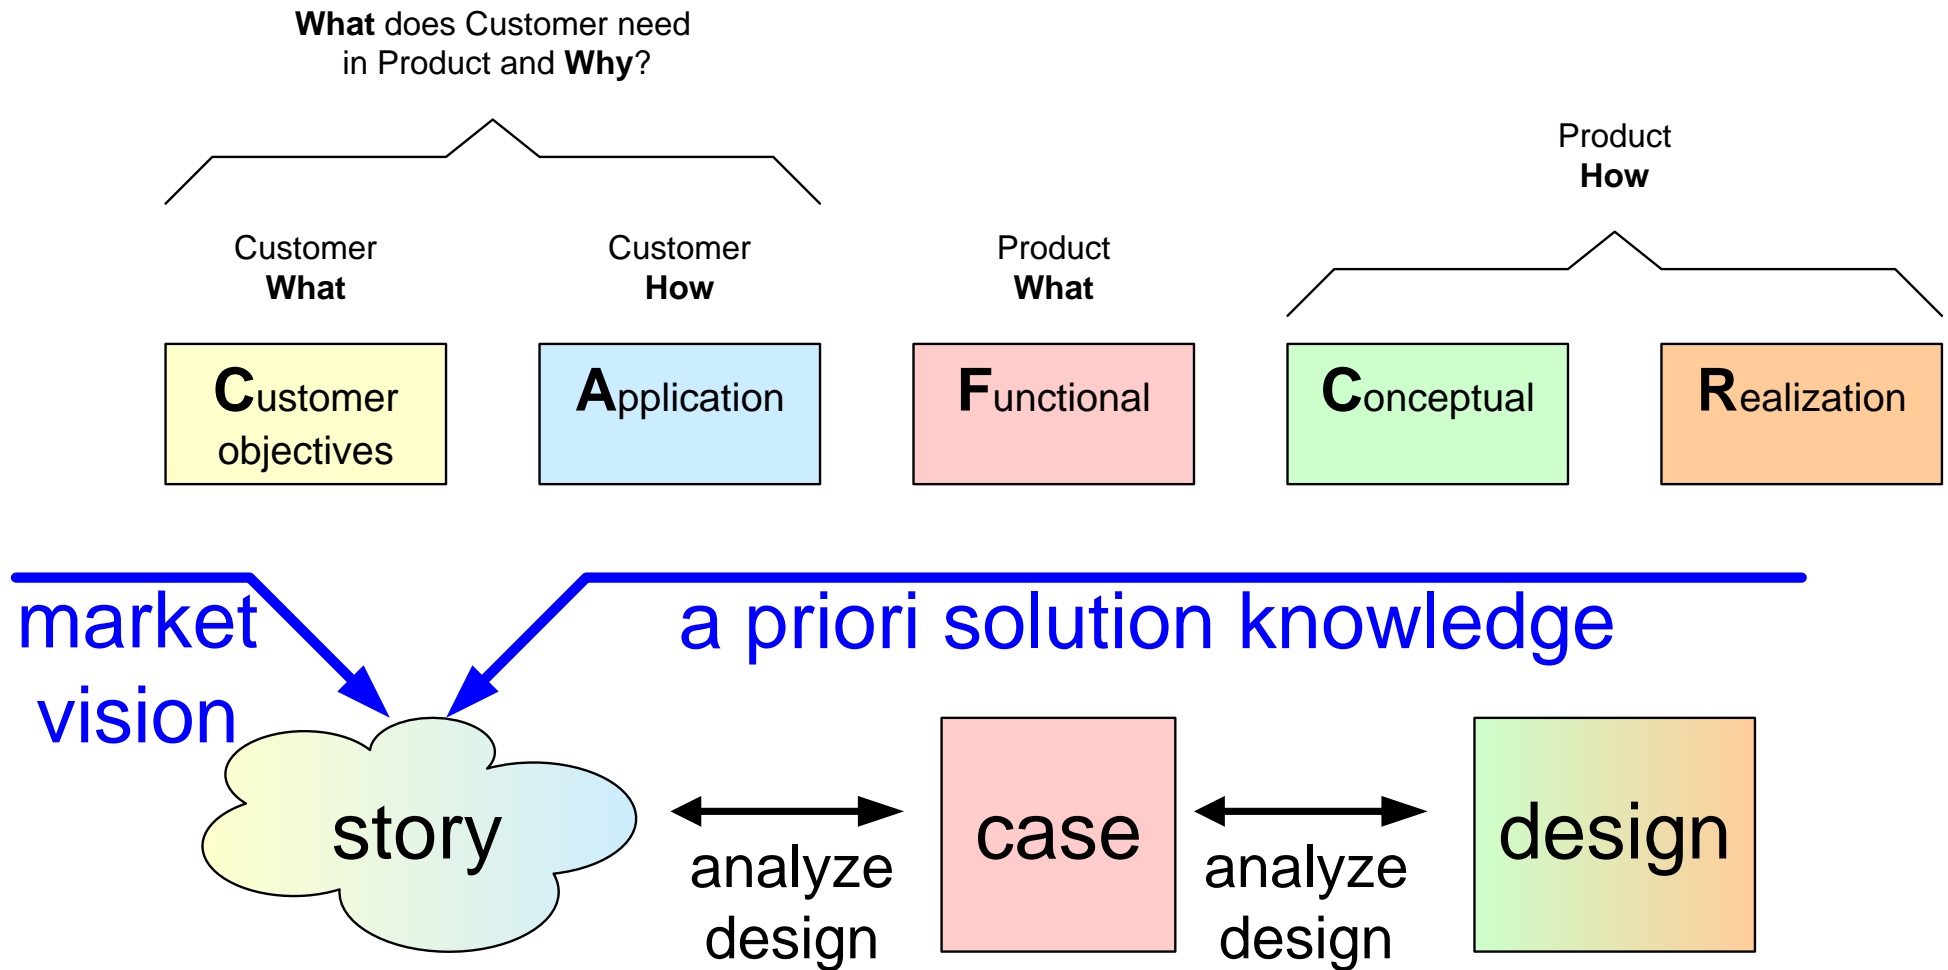 What does Customer need
in Product and Why?
Product
How
Customer
What
Customer
How
Product
What
Customer
objectives
Application
Functional
Conceptual
Realization
market
vision
a priori solution knowledge
story
analyze
design
case
analyze
design
design